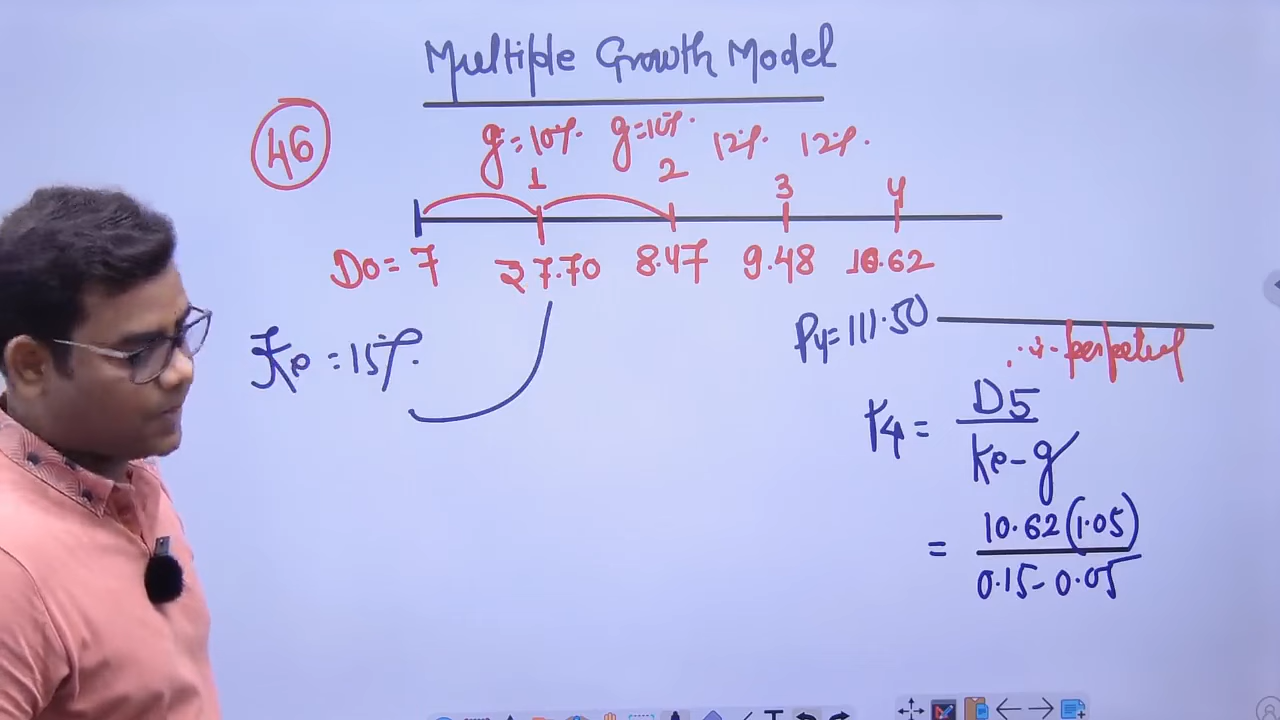 Multiple Growth Model
46
g=10% g=10% 12% 12%
1 2 3 4
D0= 7 ₹7.70 8.47 9.48 10.62
Ke = 15%
P4=111.50
perpetual
P4 = D5
Ke-g
= 10.62(1.05)
0.15-0.05